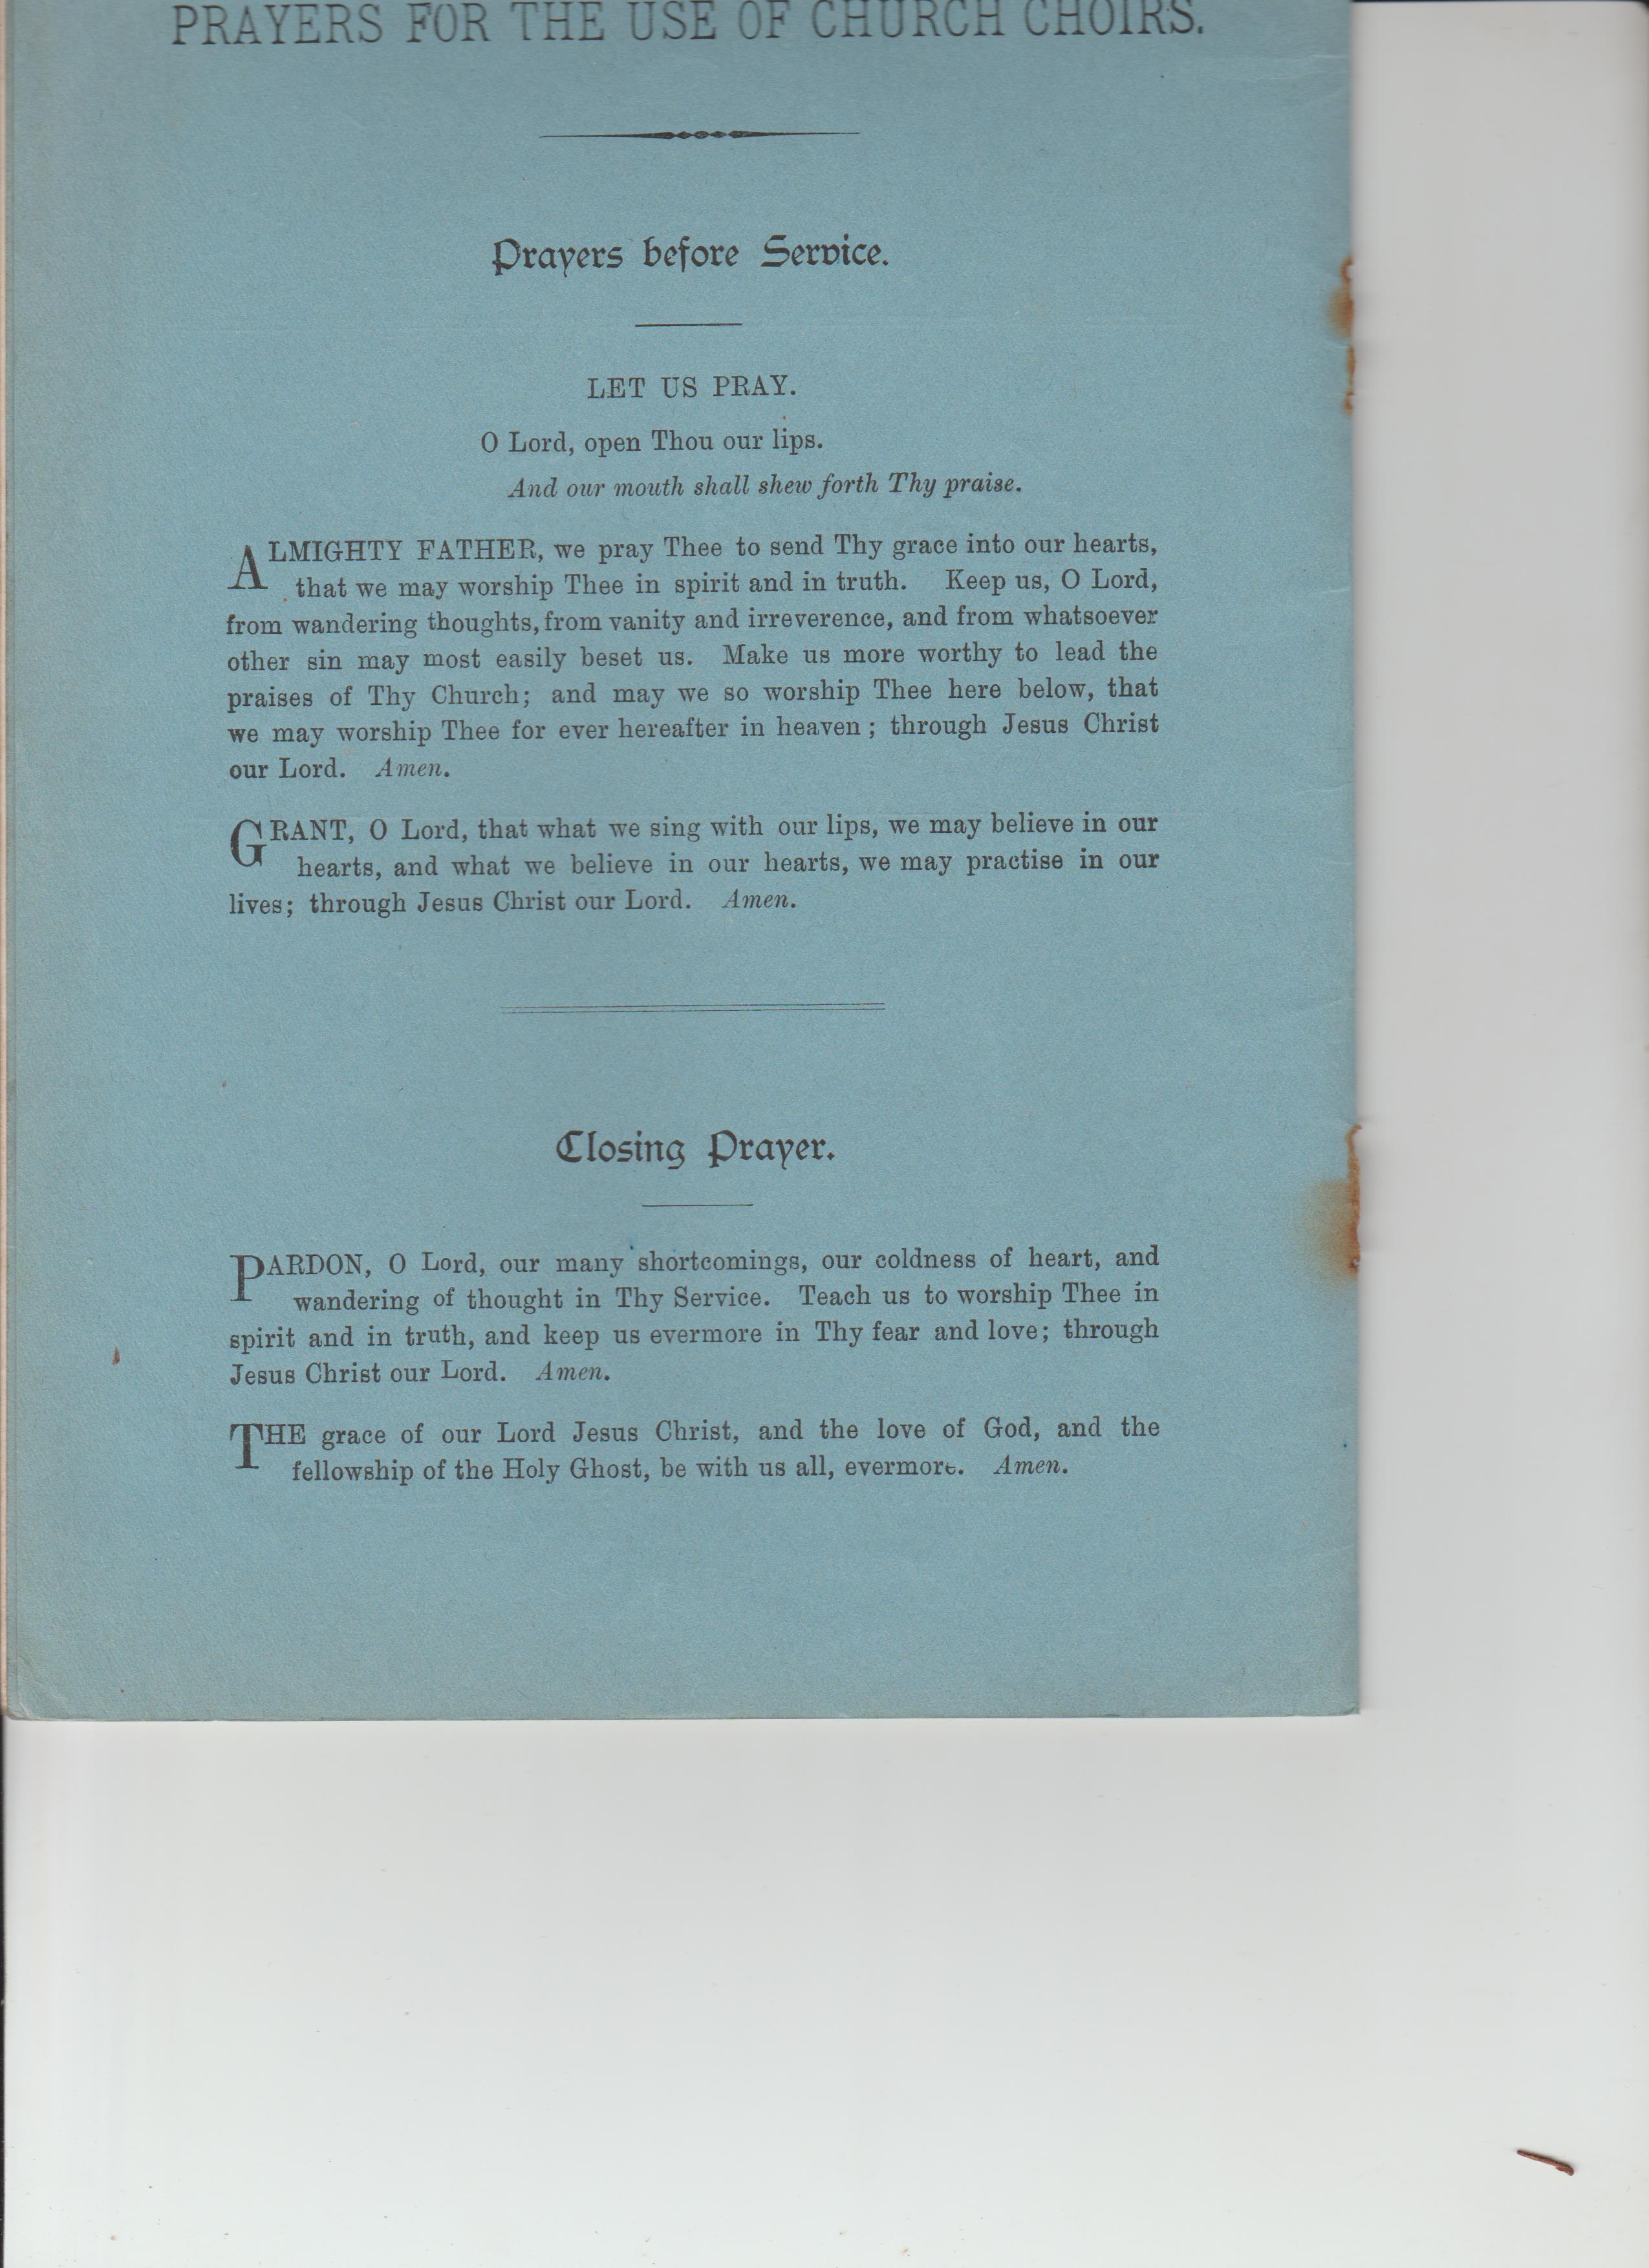 PRAYERS FOR THE USE OF CHURCH CHOIRS.
Prayers before Service.
LET US PRAY.
O Lord, open Thou our lips.
And our mouth shall shew forth Thy praise.
ALMIGHTY FATHER, we pray Thee to send Thy grace into our hearts,
that we may worship Thee in spirit and in truth. Keep us, O Lord,
from wandering thoughts, from vanity and irreverence, and from whatsoever
other sin may most easily beset us. Make us more worthy to lead the
praises of Thy Church; and may we so worship Thee here below, that
we may worship Thee for ever hereafter in heaven; through Jesus Christ
our Lord. Amen.
GRANT, O Lord, that what we sing with our lips, we may believe in our
hearts, and what we believe in our hearts, we may practise in our
lives; through Jesus Christ our Lord. Amen.
Closing Prayer.
PARDON, O Lord, our many shortcomings, our coldness of heart, and
wandering of thought in Thy Service. Teach us to worship Thee in
spirit and in truth, and keep us evermore in Thy fear and love; through
Jesus Christ our Lord. Amen.
THE grace of our Lord Jesus Christ, and the love of God, and the
fellowship of the Holy Ghost, be with us all, evermore. Amen.